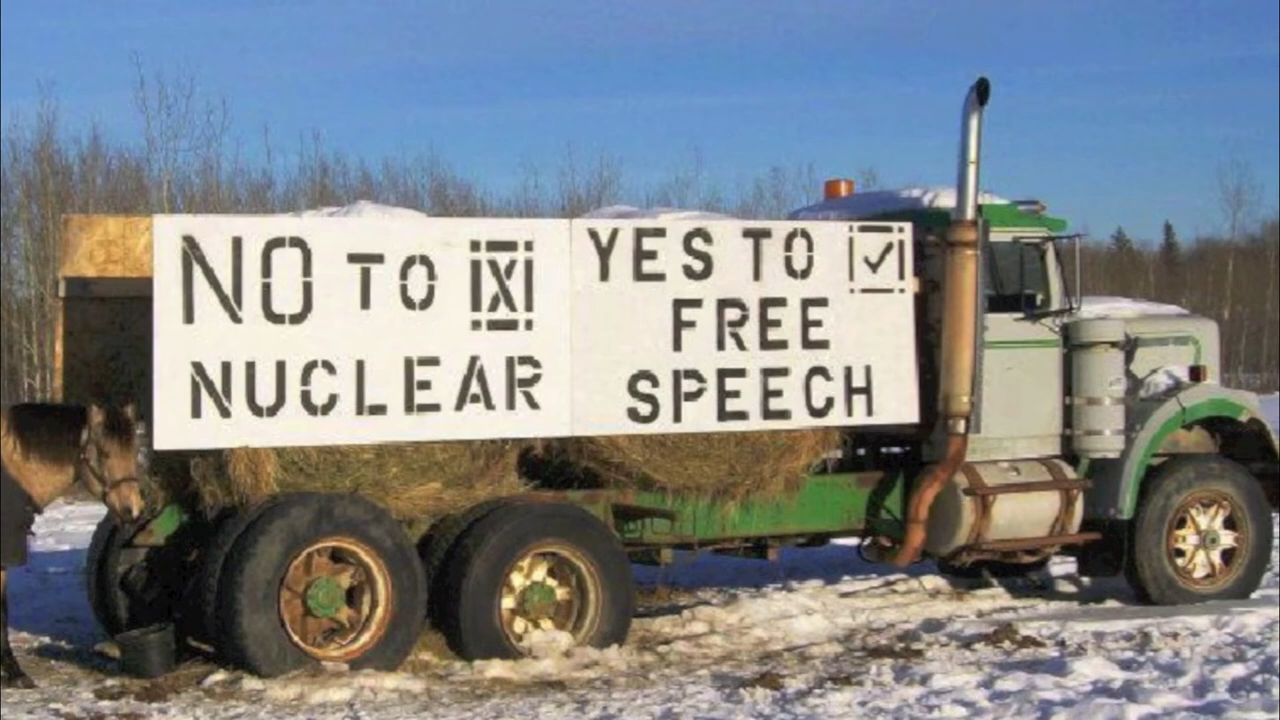 NO TO ☒
NUCLEAR
YES TO ☑
FREE
SPEECH